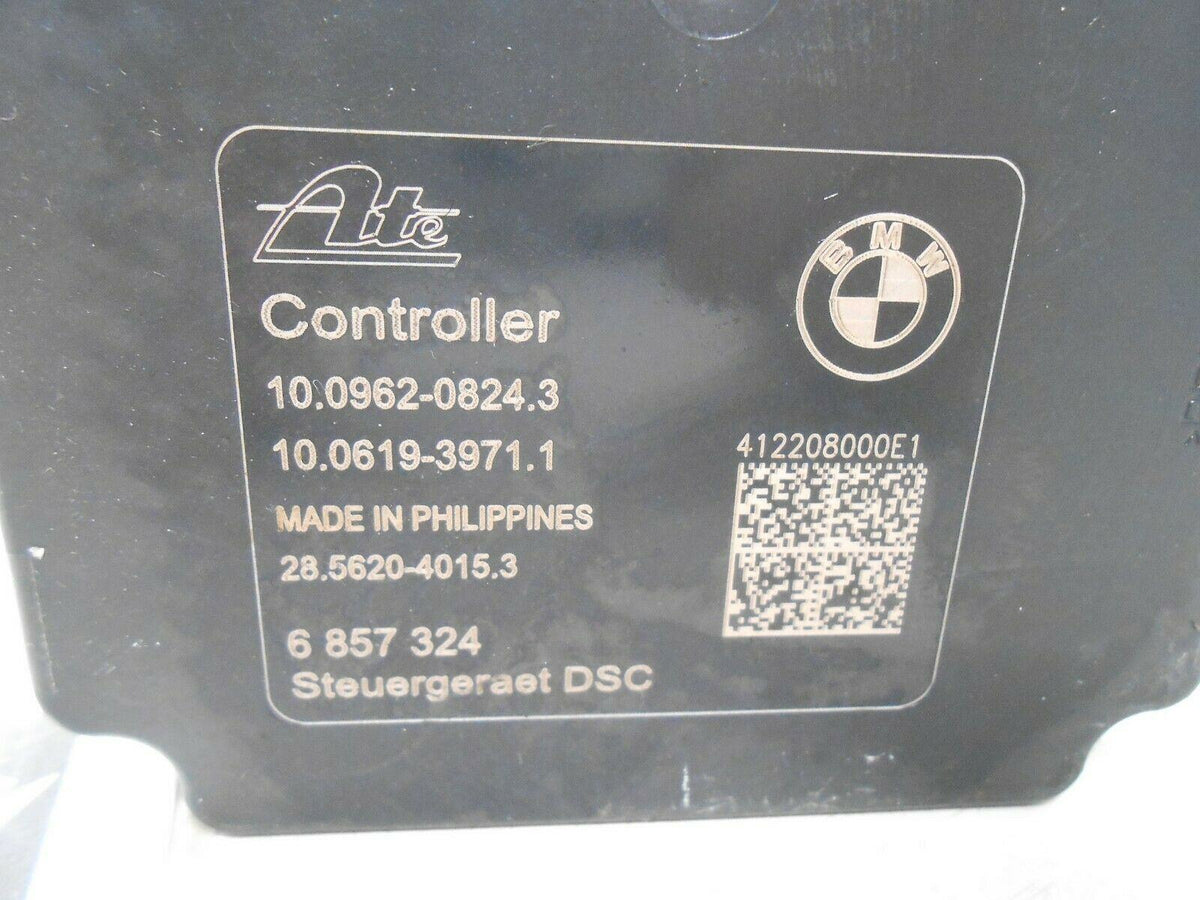 Ate
BMW
Controller
10.0962-0824.3
10.0619-3971.1
412208000E1
MADE IN PHILIPPINES
28.5620-4015.3
6 857 324
Steuergeraet DSC